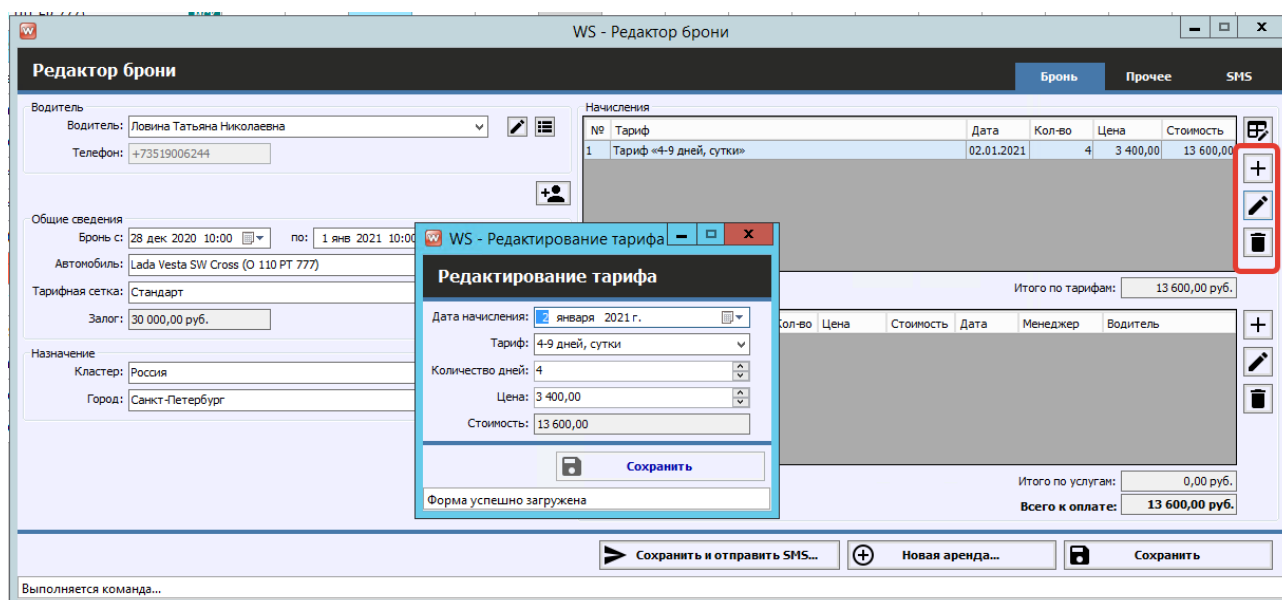 WS - Редактор брони
Редактор брони
Бронь Прочее SMS
Водитель
Водитель: Ловина Татьяна Николаевна
Телефон: +73519006244
Общие сведения
Бронь с: 28 дек 2020 10:00 по: 1 янв 2021 10:00
Автомобиль: Lada Vesta SW Cross (О 110 РТ 777)
Тарифная сетка: Стандарт
Залог: 30 000,00 руб.
Назначение
Кластер: Россия
Город: Санкт-Петербург
Начисления
№ Тариф Дата Кол-во Цена Стоимость
1 Тариф «4-9 дней, сутки» 02.01.2021 4 3 400,00 13 600,00
Итого по тарифам: 13 600,00 руб.
Кол-во Цена Стоимость Дата Менеджер Водитель
Итого по услугам: 0,00 руб.
Всего к оплате: 13 600,00 руб.
WS - Редактирование тарифа
Редактирование тарифа
Дата начисления: 2 января 2021 г.
Тариф: 4-9 дней, сутки
Количество дней: 4
Цена: 3 400,00
Стоимость: 13 600,00
Сохранить
Форма успешно загружена
Сохранить и отправить SMS... Новая аренда... Сохранить
Выполняется команда...